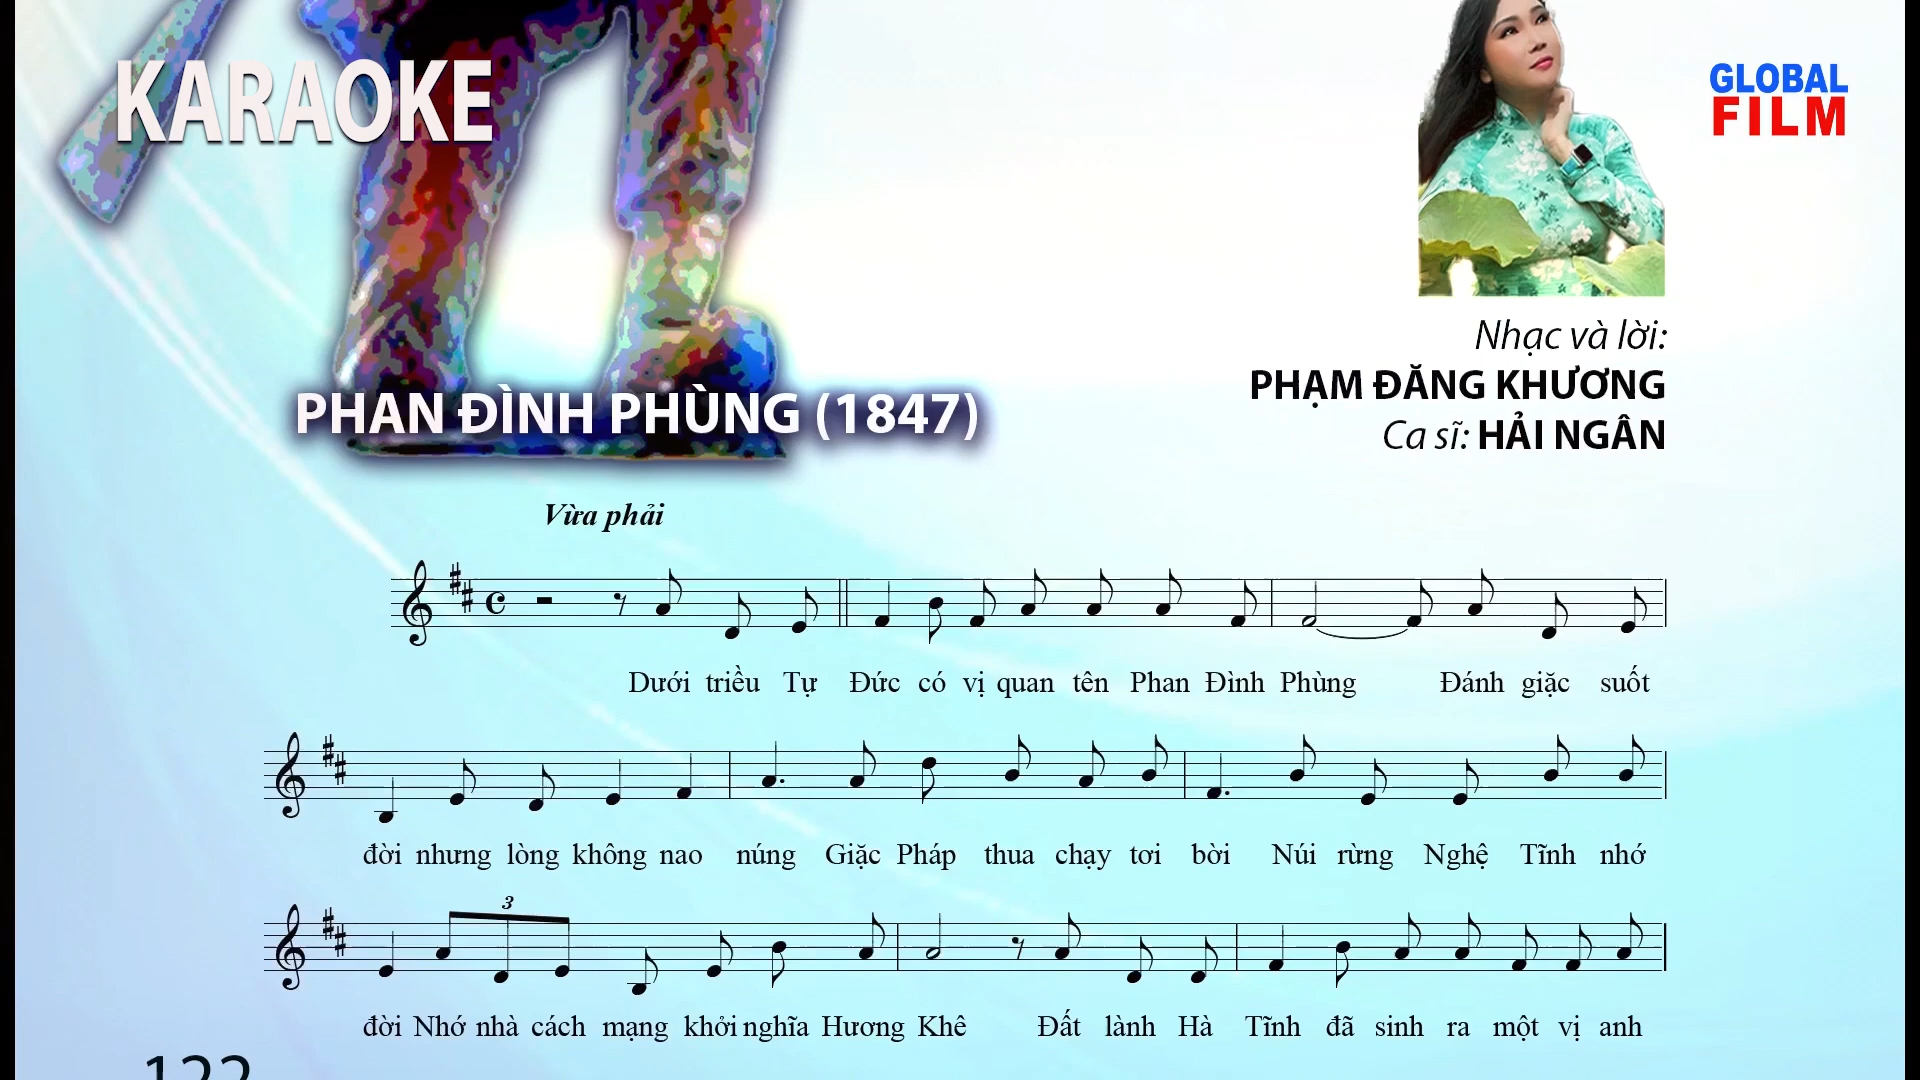 KARAOKE
GLOBAL
FILM
Nhạc và lời:
PHẠM ĐĂNG KHƯƠNG
Ca sĩ: HẢI NGÂN
PHAN ĐÌNH PHÙNG (1847)
Vừa phải
Dưới triều Tự Đức có vị quan tên Phan Đình Phùng Đánh giặc suốt
đời nhưng lòng không nao núng Giặc Pháp thua chạy tơi bời Núi rừng Nghệ Tĩnh nhớ
3
đời Nhớ nhà cách mạng khởi nghĩa Hương Khê Đất lành Hà Tĩnh đã sinh ra một vị anh
122